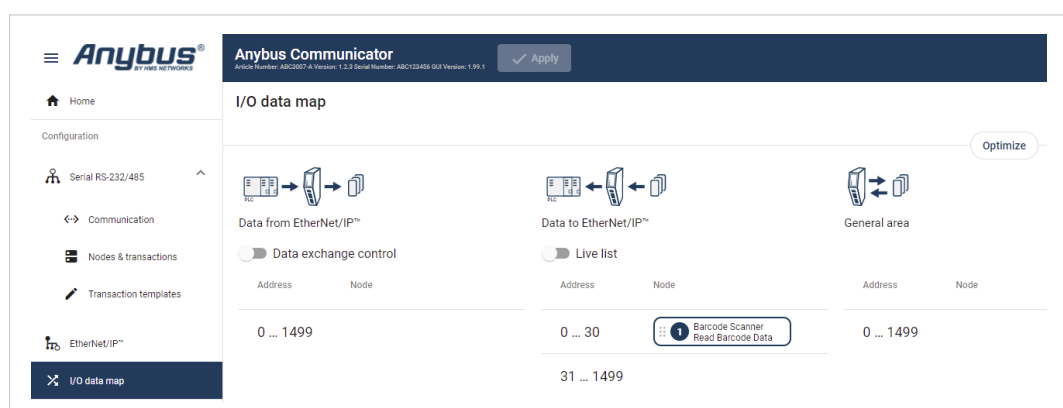 Anybus®
BY HMS NETWORKS
Anybus Communicator
Article Number: ABC3007-A Version: 1.2.3 Serial Number: ABC123456 GUI Version: 1.99.1
Apply
Home
I/O data map
Configuration
Optimize
Serial RS-232/485
PLC
PLC
Communication
Data from EtherNet/IP™
Data to EtherNet/IP™
General area
Nodes & transactions
Data exchange control
Live list
Transaction templates
Address Node
Address Node
Address Node
EtherNet/IP™
0 ... 1499
0 ... 30
1
Barcode Scanner
Read Barcode Data
0 ... 1499
I/O data map
31 ... 1499